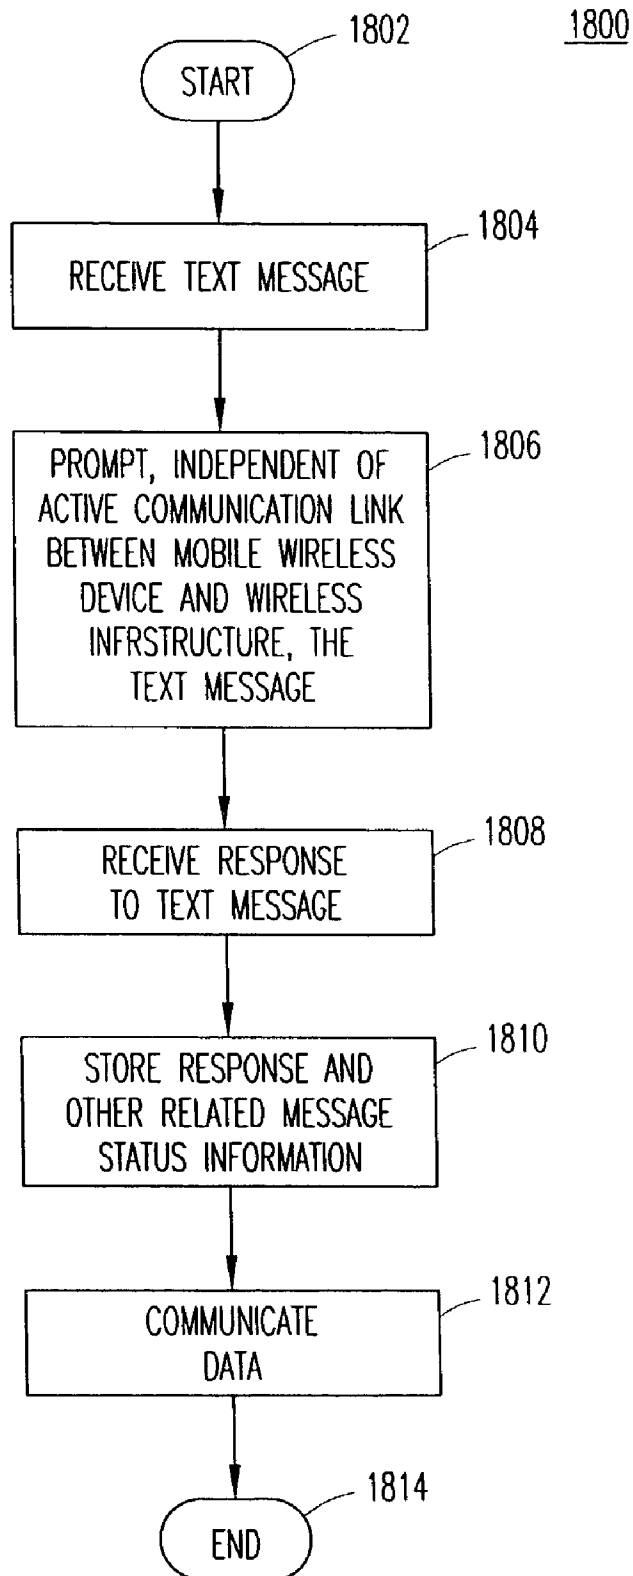 1800
1802
START
1804
RECEIVE TEXT MESSAGE
1806
PROMPT, INDEPENDENT OF
ACTIVE COMMUNICATION LINK
BETWEEN MOBILE WIRELESS
DEVICE AND WIRELESS
INFRSTRUCTURE, THE
TEXT MESSAGE
1808
RECEIVE RESPONSE
TO TEXT MESSAGE
1810
STORE RESPONSE AND
OTHER RELATED MESSAGE
STATUS INFORMATION
1812
COMMUNICATE
DATA
1814
END